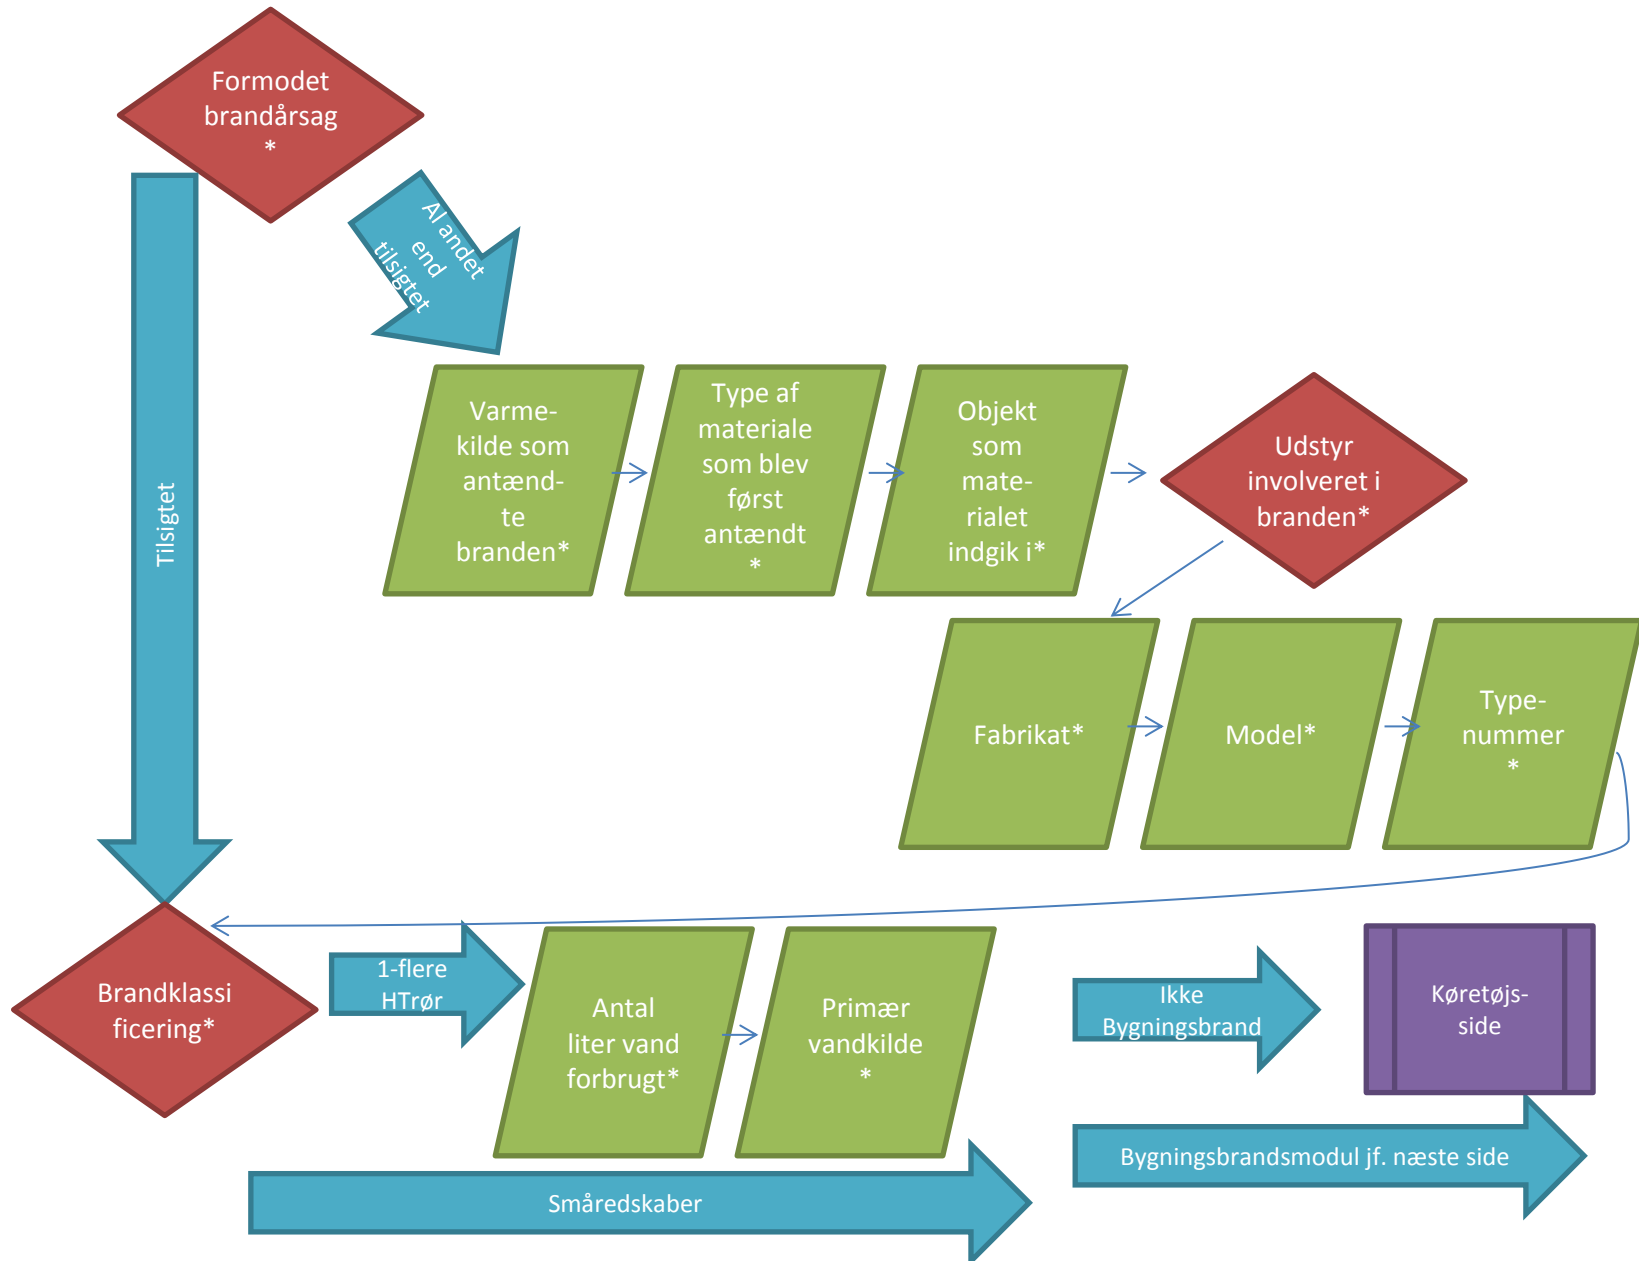 Formodet
brandårsag
*
Al andet
end
tilsigtet
Tilsigtet
Varme-
kilde som
antænd-
te
branden*
Type af
materiale
som blev
først
antændt
*
Objekt
som
mate-
rialet
indgik i*
Udstyr
involveret i
branden*
Fabrikat*
Model*
Type-
nummer
*
Brandklassi
ficering*
1-flere
HTrør
Antal
liter vand
forbrugt*
Primær
vandkilde
*
Ikke
Bygningsbrand
Køretøjs-
side
Bygningsbrandsmodul jf. næste side
Småredskaber